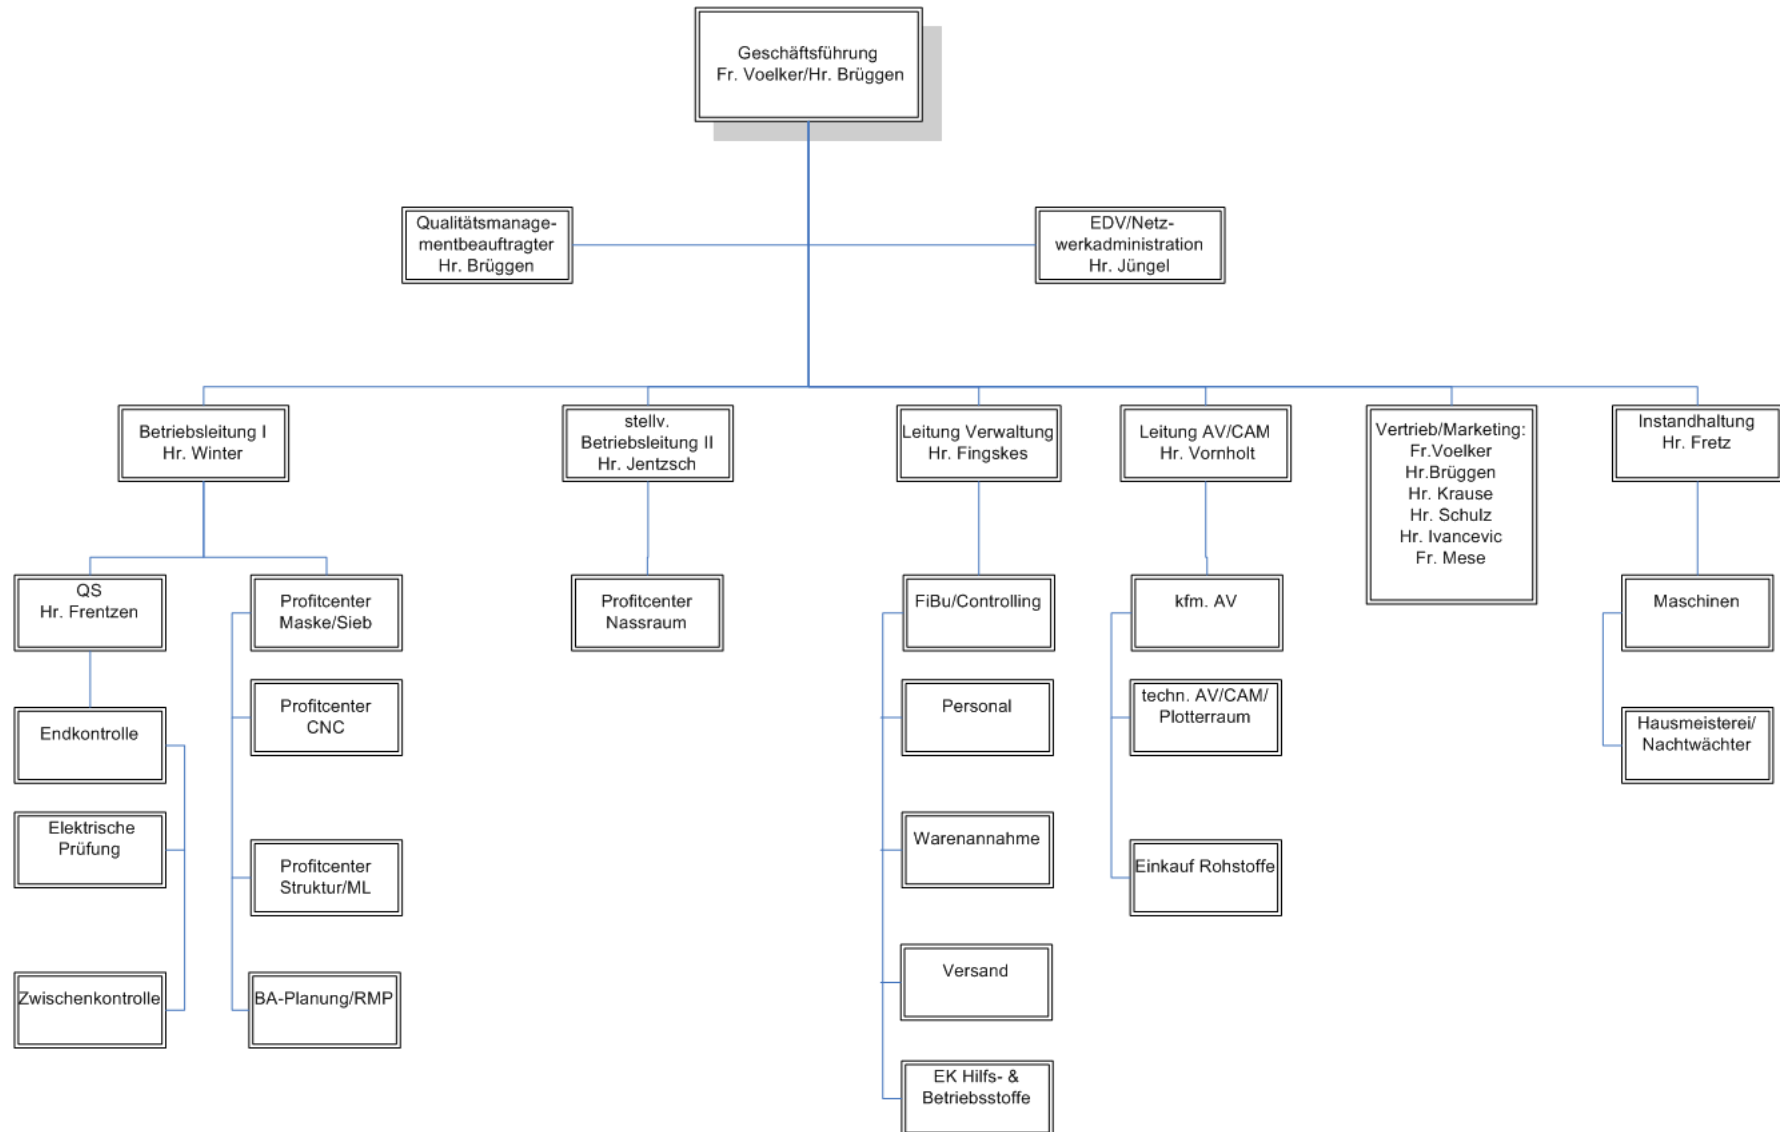 Geschäftsführung
Fr. Voelker/Hr. Brüggen
Qualitätsmanage-
mentbeauftragter
Hr. Brüggen
EDV/Netz-
werkadministration
Hr. Jüngel
Betriebsleitung I
Hr. Winter
stellv.
Betriebsleitung II
Hr. Jentzsch
Leitung Verwaltung
Hr. Fingskes
Leitung AV/CAM
Hr. Vornholt
Vertrieb/Marketing:
Fr.Voelker
Hr.Brüggen
Hr. Krause
Hr. Schulz
Hr. Ivancevic
Fr. Mese
Instandhaltung
Hr. Fretz
QS
Hr. Frentzen
Profitcenter
Maske/Sieb
Profitcenter
Nassraum
FiBu/Controlling
kfm. AV
Maschinen
Endkontrolle
Profitcenter
CNC
Personal
techn. AV/CAM/
Plotterraum
Hausmeisterei/
Nachtwächter
Elektrische
Prüfung
Profitcenter
Struktur/ML
Warenannahme
Einkauf Rohstoffe
Zwischenkontrolle
BA-Planung/RMP
Versand
EK Hilfs- &
Betriebsstoffe